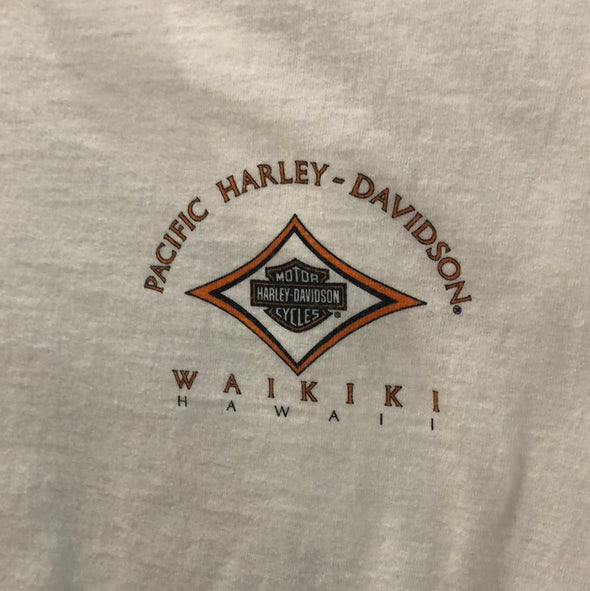 PACIFIC HARLEY-DAVIDSON®
MOTOR
HARLEY-DAVIDSON
CYCLES ®
WAIKIKI
HAWAII